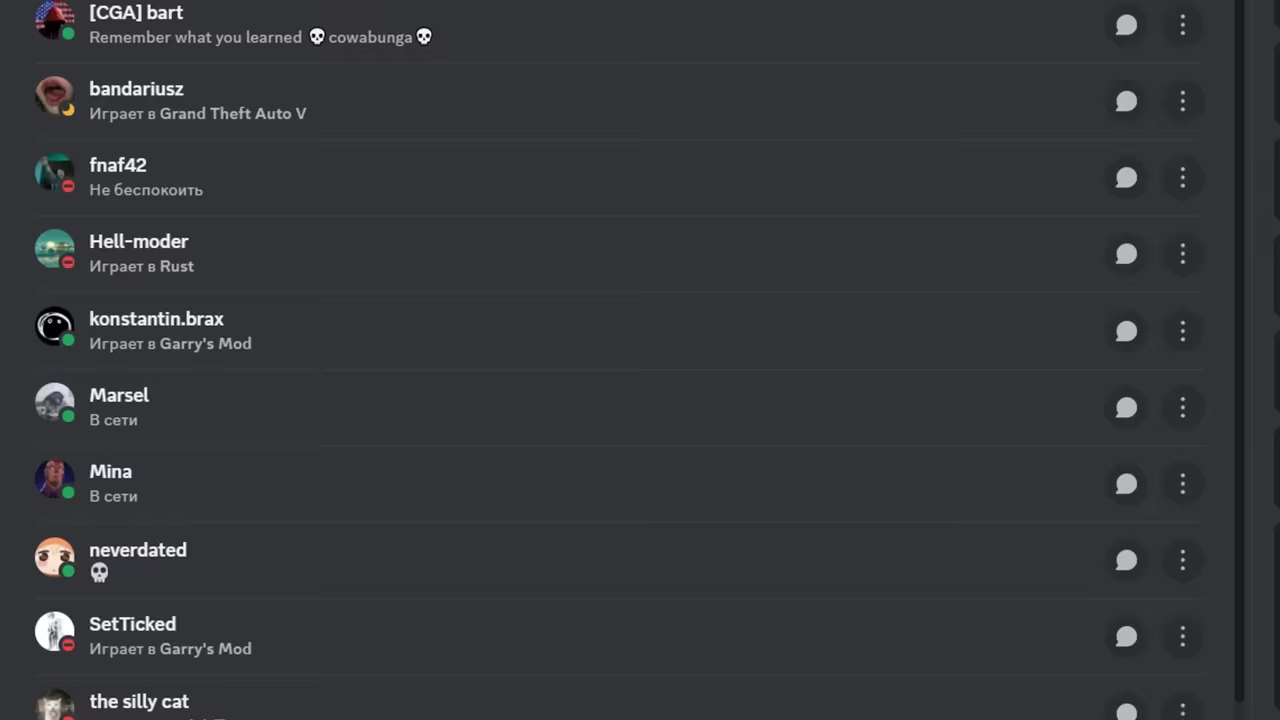 [CGA] bart
Remember what you learned 💀cowabunga💀
bandariusz
Играет в Grand Theft Auto V
fnaf42
Не беспокоить
Hell-moder
Играет в Rust
konstantin.brax
Играет в Garry's Mod
Marsel
В сети
Mina
В сети
neverdated
💀
SetTicked
Играет в Garry's Mod
the silly cat